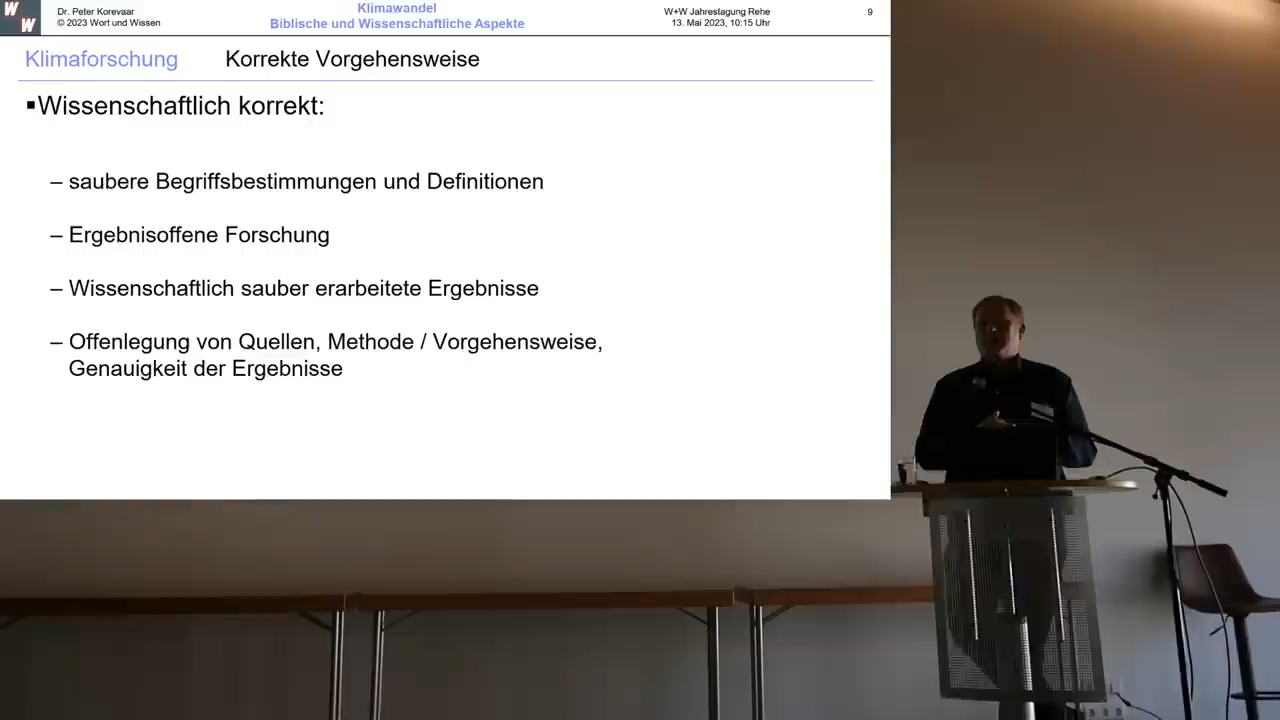 W+W
Dr. Peter Korevaar
© 2023 Wort und Wissen
Klimawandel
Biblische und Wissenschaftliche Aspekte
W+W Jahrestagung Rehe
13. Mai 2023, 10:15 Uhr
9
Klimaforschung Korrekte Vorgehensweise
▪Wissenschaftlich korrekt:
– saubere Begriffsbestimmungen und Definitionen
– Ergebnisoffene Forschung
– Wissenschaftlich sauber erarbeitete Ergebnisse
– Offenlegung von Quellen, Methode / Vorgehensweise,
Genauigkeit der Ergebnisse